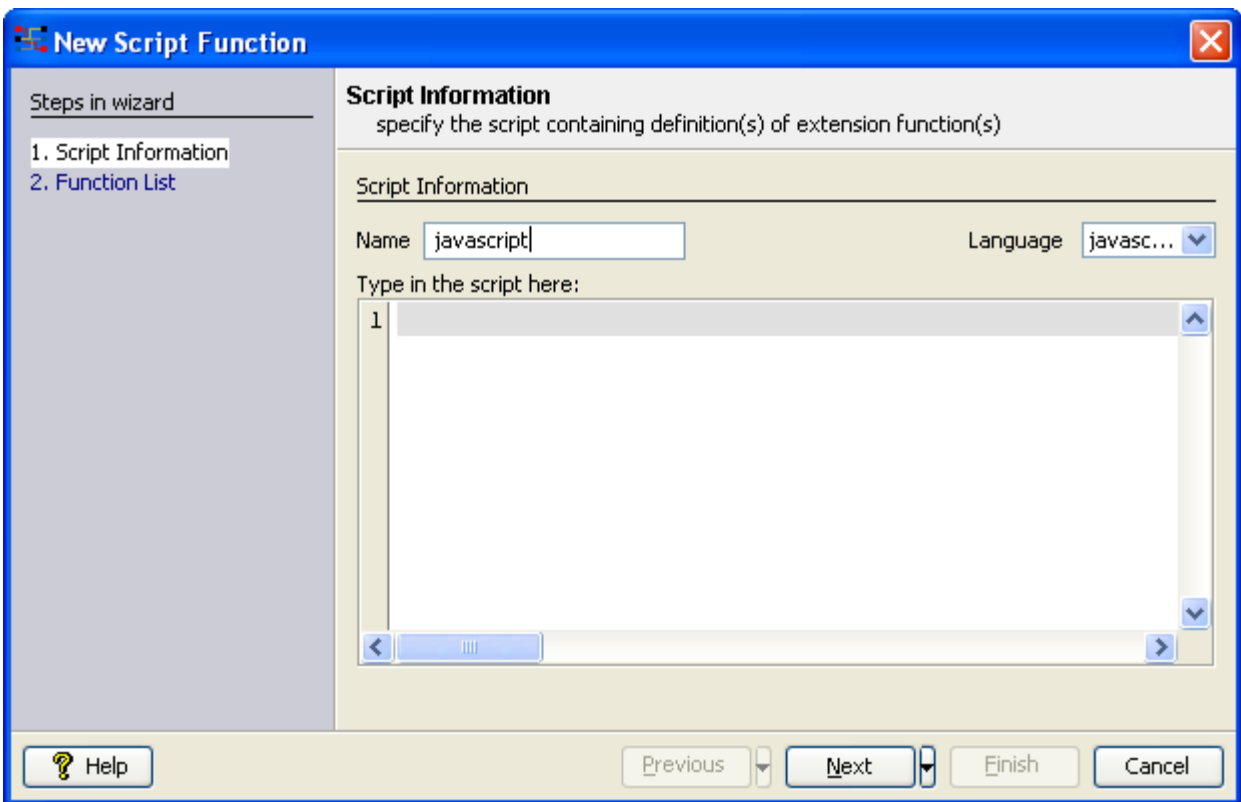 New Script Function
Steps in wizard
1. Script Information
2. Function List
Script Information
specify the script containing definition(s) of extension function(s)
Script Information
Name javascript Language javasc...
Type in the script here:
1
Help Previous Next Finish Cancel